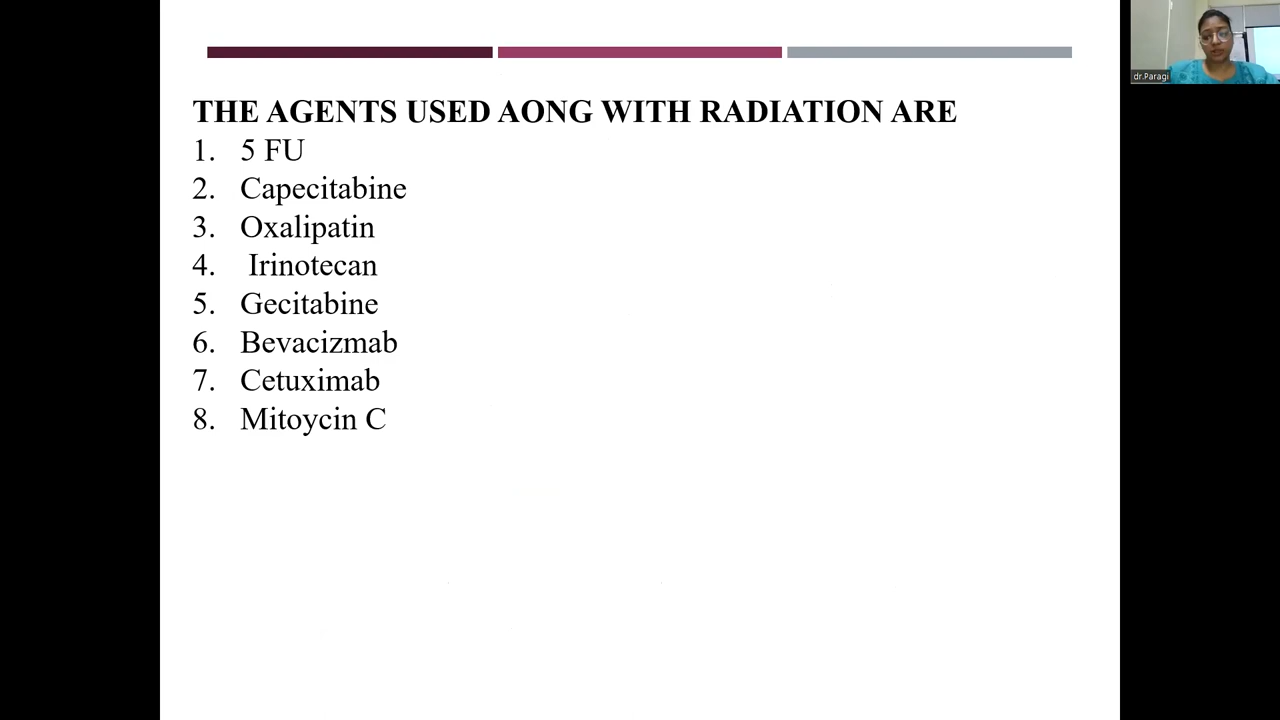 THE AGENTS USED AONG WITH RADIATION ARE
1. 5 FU
2. Capecitabine
3. Oxalipatin
4. Irinotecan
5. Gecitabine
6. Bevacizmab
7. Cetuximab
8. Mitoycin C
dr.Paragi